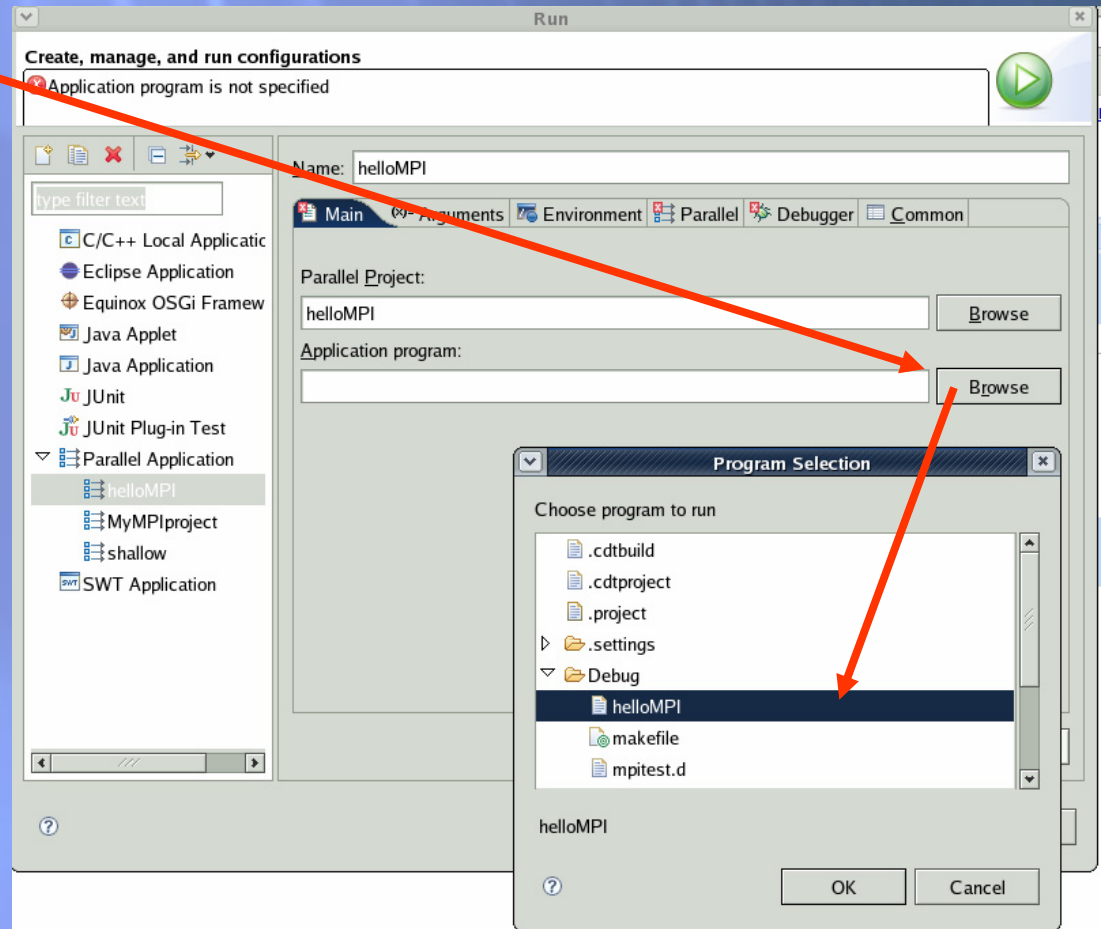 Run
Create, manage, and run configurations
Application program is not specified
type filter text
C/C++ Local Applicatic
Eclipse Application
Equinox OSGi Framew
Java Applet
Java Application
JUnit
JUnit Plug-in Test
Parallel Application
helloMPI
MyMPIproject
shallow
SWT Application
Name: helloMPI
Main Arguments Environment Parallel Debugger Common
Parallel Project:
helloMPI Browse
Application program:
Browse
Program Selection
Choose program to run
.cdtbuild
.cdtproject
.project
.settings
Debug
helloMPI
makefile
mpitest.d
helloMPI
OK Cancel